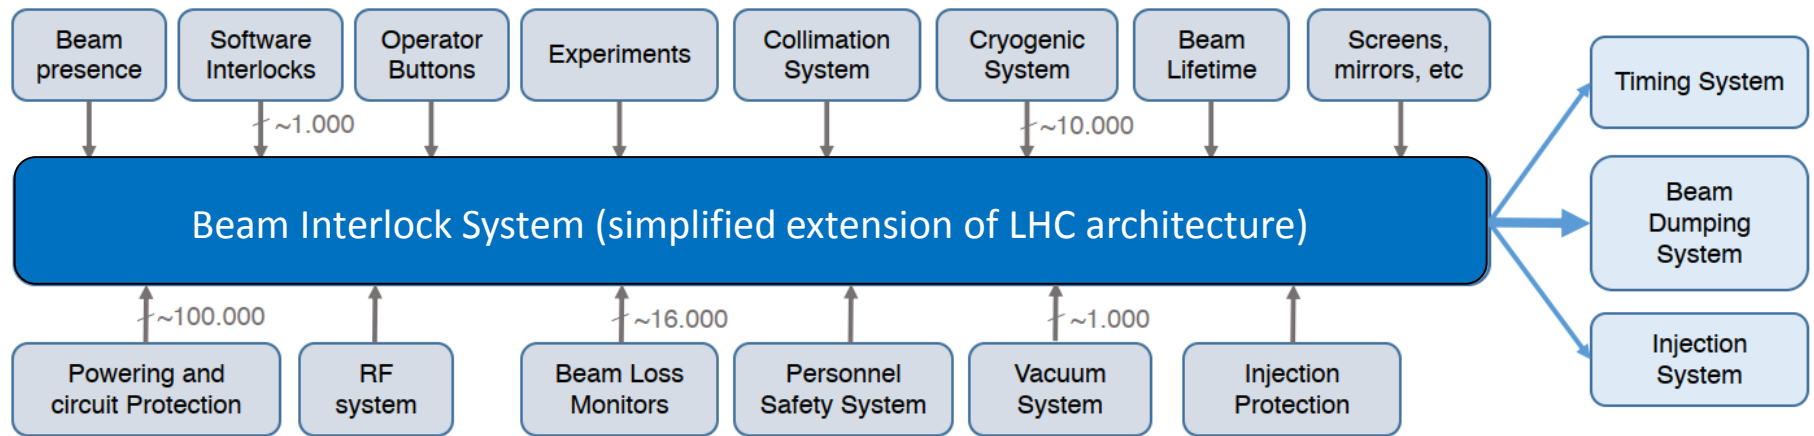 Beam
presence
Software
Interlocks
Operator
Buttons
Experiments
Collimation
System
Cryogenic
System
Beam
Lifetime
Screens,
mirrors, etc
~1.000
~10.000
Beam Interlock System (simplified extension of LHC architecture)
Timing System
Beam
Dumping
System
Injection
System
~100.000
~16.000
~1.000
Powering and
circuit Protection
RF
system
Beam Loss
Monitors
Personnel
Safety System
Vacuum
System
Injection
Protection